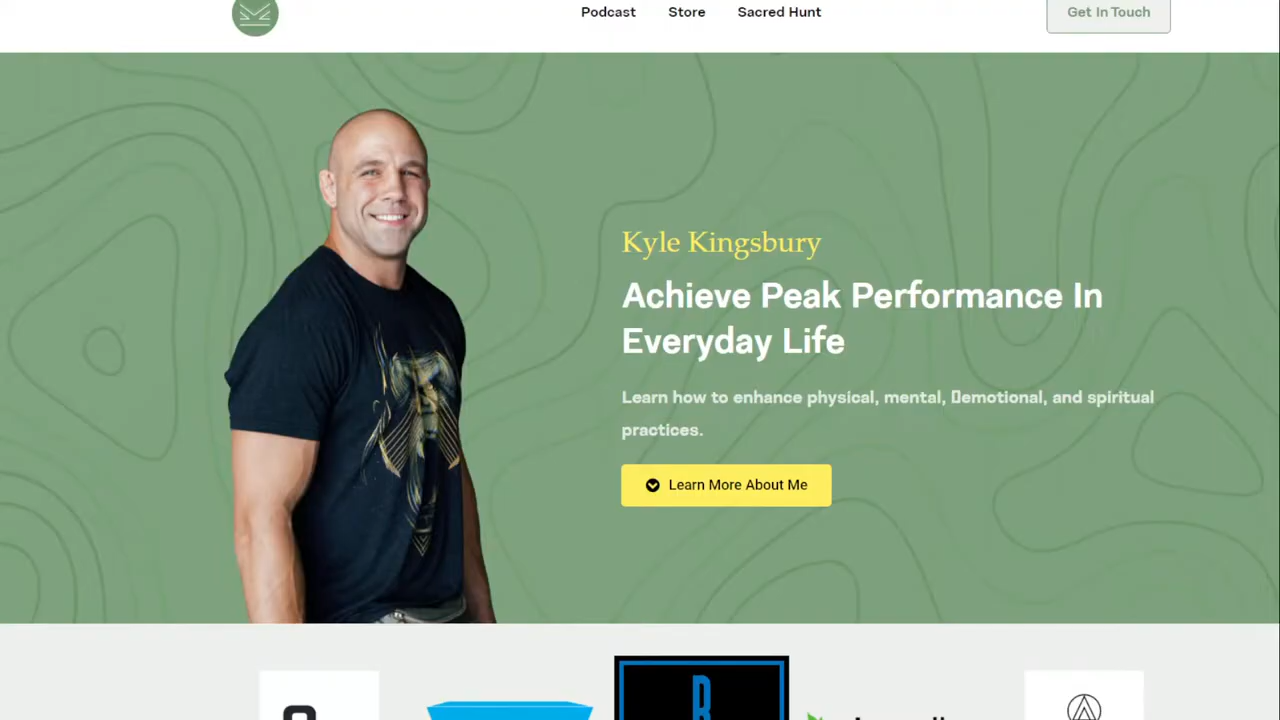 Podcast
Store
Sacred Hunt
Get In Touch
Kyle Kingsbury
Achieve Peak Performance In
Everyday Life
Learn how to enhance physical, mental, emotional, and spiritual
practices.
Learn More About Me